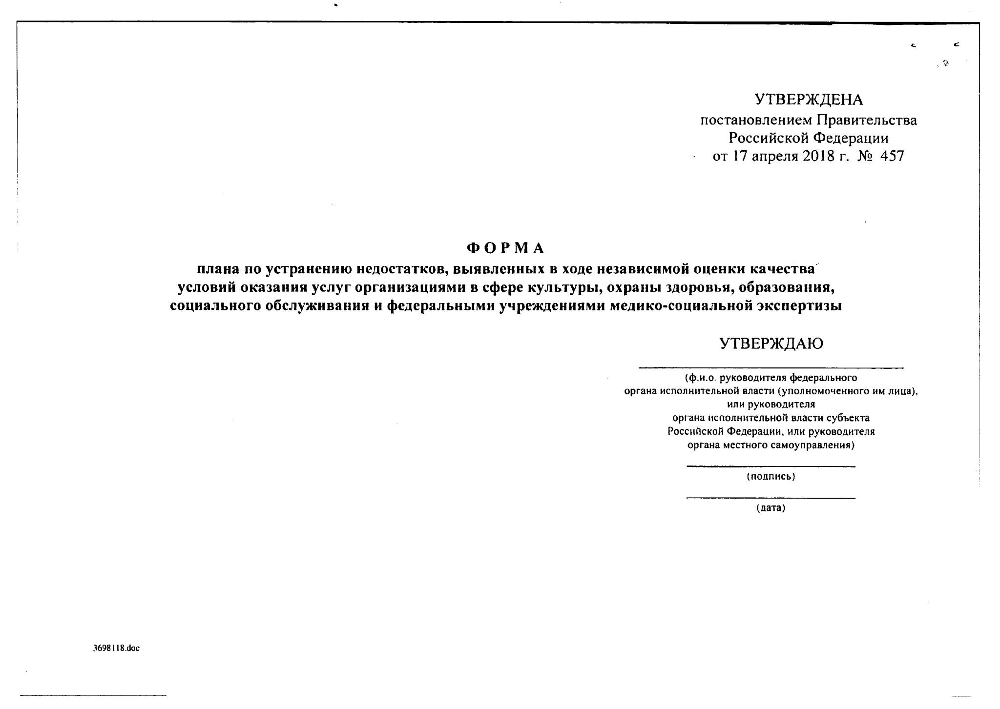 УТВЕРЖДЕНА
постановлением Правительства
Российской Федерации
от 17 апреля 2018 г. № 457
Ф О Р М А
плана по устранению недостатков, выявленных в ходе независимой оценки качества
условий оказания услуг организациями в сфере культуры, охраны здоровья, образования,
социального обслуживания и федеральными учреждениями медико-социальной экспертизы
УТВЕРЖДАЮ
(ф.и.о. руководителя федерального
органа исполнительной власти (уполномоченного им лица),
или руководителя
органа исполнительной власти субъекта
Российской Федерации, или руководителя
органа местного самоуправления)
(подпись)
(дата)
3698118.doc